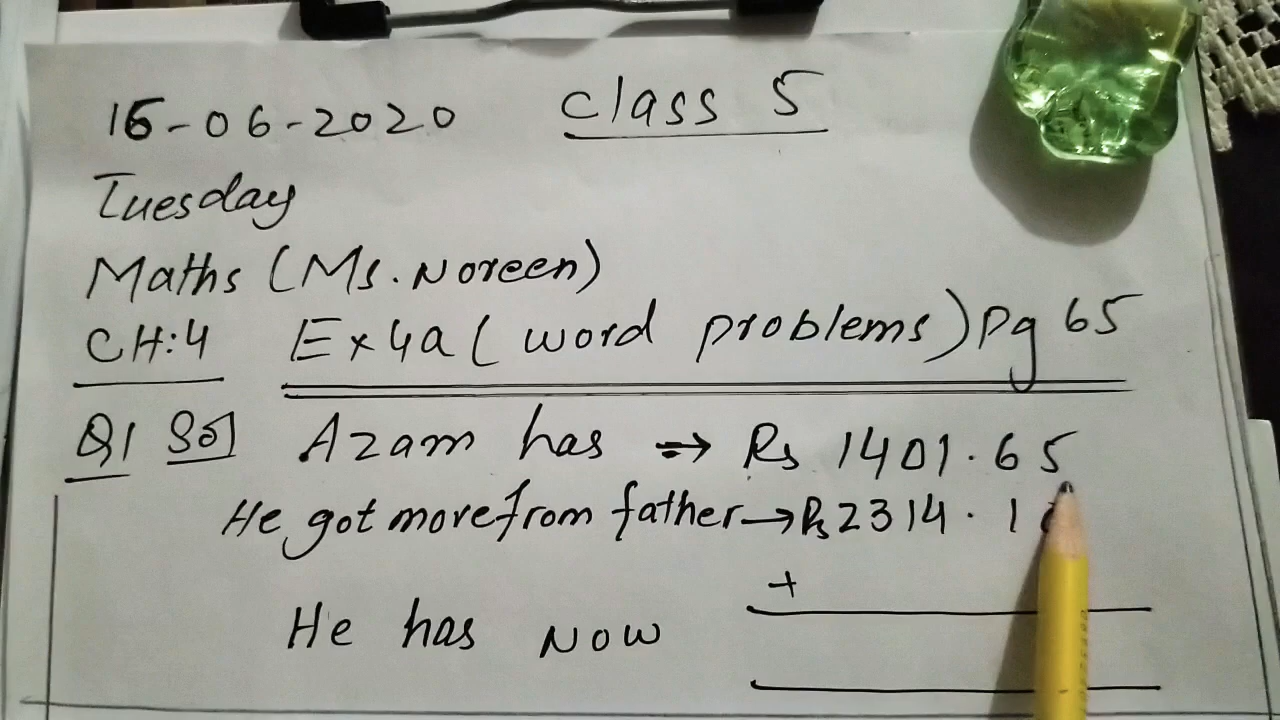 16-06-2020 Class 5
Tuesday
Maths (Ms. Noreen)
CH:4 Ex 4a ( word problems) Pg 65
Q1 Sol Azam has → Rs 1401.65
He got more from father → Rs 2314.1
+
He has now